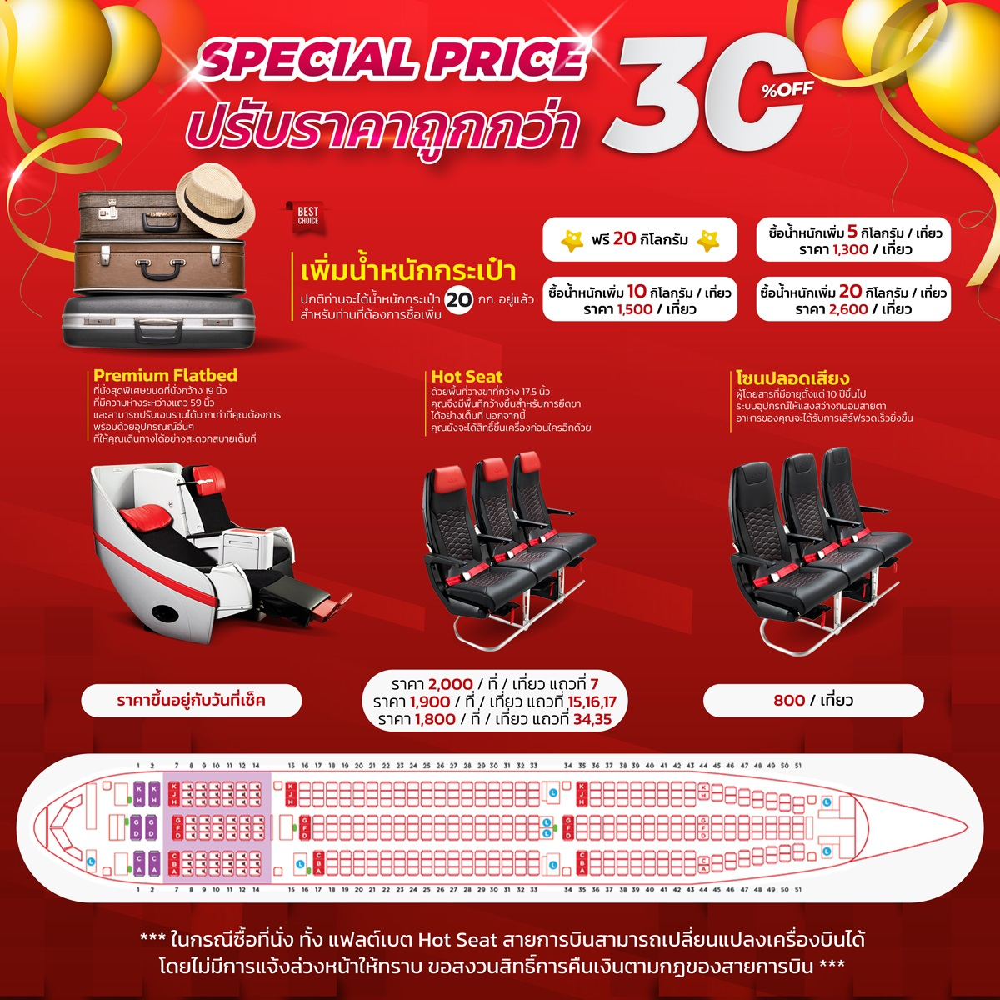 SPECIAL PRICE
ปรับราคาถูกกว่า
30
%OFF
BEST
CHOICE
เพิ่มน้ำหนักกระเป๋า
ปกติท่านจะได้น้ำหนักกระเป๋า 20 กก. อยู่แล้ว
สำหรับท่านที่ต้องการซื้อเพิ่ม
ฟรี 20 กิโลกรัม
ซื้อน้ำหนักเพิ่ม 5 กิโลกรัม / เที่ยว
ราคา 1,300 / เที่ยว
ซื้อน้ำหนักเพิ่ม 10 กิโลกรัม / เที่ยว
ราคา 1,500 / เที่ยว
ซื้อน้ำหนักเพิ่ม 20 กิโลกรัม / เที่ยว
ราคา 2,600 / เที่ยว
Premium Flatbed
ที่นั่งสุดพิเศษขนดที่นั่งกว้าง 19 นิ้ว
ที่มีความห่างระหว่างแถว 59 นิ้ว
และสามารถปรับเอนราบได้มากเท่าที่คุณต้องการ
พร้อมด้วยอุปกรณณ์อื่นๆ
ที่ให้คุณเดินทางได้อย่างสะดวกสบายเต็มที่
Hot Seat
ด้วยพื้นที่วางขาที่กว้าง 17.5 นิ้ว
คุณจึงมีพื้นที่กว้างขึ้นสำหรับการยืดขา
ได้อย่างเต็มที่ นอกจากนี้
คุณยังจะได้สิทธิ์ขึ้นเครื่องก่อนใครอีกด้วย
โซนปลอดเสียง
ผู้โดยสารที่มีอายุตั้งแต่ 10 ปีขึ้นไป
ระบบอุปกรณ์ให้แสงสว่างถนอมสายตา
อาหารของคุณจะได้รับการเสิร์ฟรวดเร็วยิ่งขึ้น
ราคาขึ้นอยู่กับวันที่เช็ค
ราคา 2,000 / ที่ / เที่ยว แถวที่ 7
ราคา 1,900 / ที่ / เที่ยว แถวที่ 15,16,17
ราคา 1,800 / ที่ / เที่ยว แถวที่ 34,35
800 / เที่ยว
1 2 7 8 9 10 11 12 14 15 16 17 18 19 20 21 22 23 24 25 26 27 28 29 30 31 32 33 34 35 36 37 38 39 40 41 42 43 44 45 46 47 48 49 50 51
K K K K K K
H H J J
H H H H
G G G G G G
D D F F F F
D D D D
C C C C C C
A A B B B A
A A A
1 2 7 8 9 10 11 12 14 15 16 17 18 19 20 21 22 23 24 25 26 27 28 29 30 31 32 33 34 35 36 37 38 39 40 41 42 43 44 45 46 47 48 49 50 51
*** ในกรณีซื้อที่นั่ง ทั้ง แฟลต์เบต Hot Seat สายการบินสามารถเปลี่ยนแปลงเครื่องบินได้
โดยไม่มีการแจ้งล่วงหน้าให้ทราบ ขอสงวนสิทธิ์การคืนเงินตามกฏของสายการบิน ***